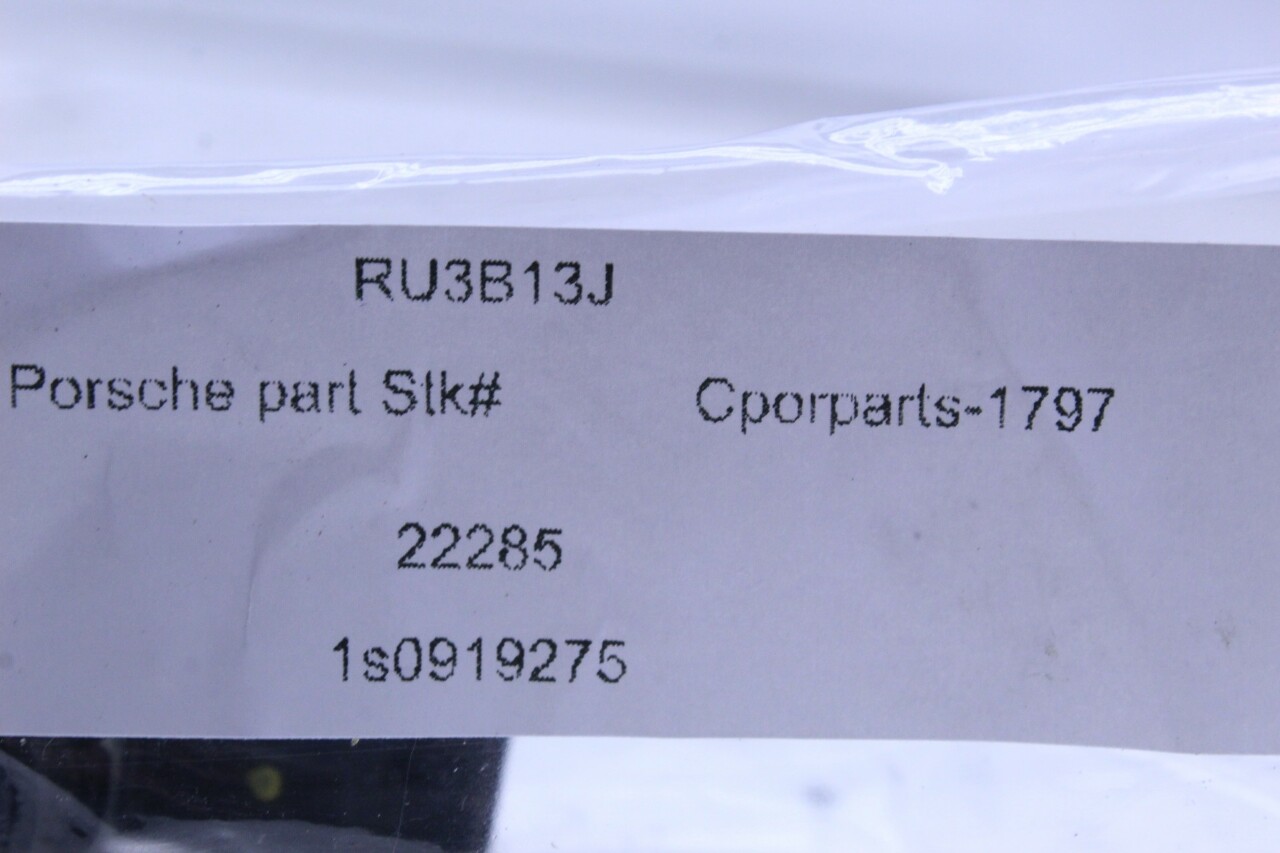 RU3B13J
Porsche part Stk# Cporparts-1797
22285
1s0919275